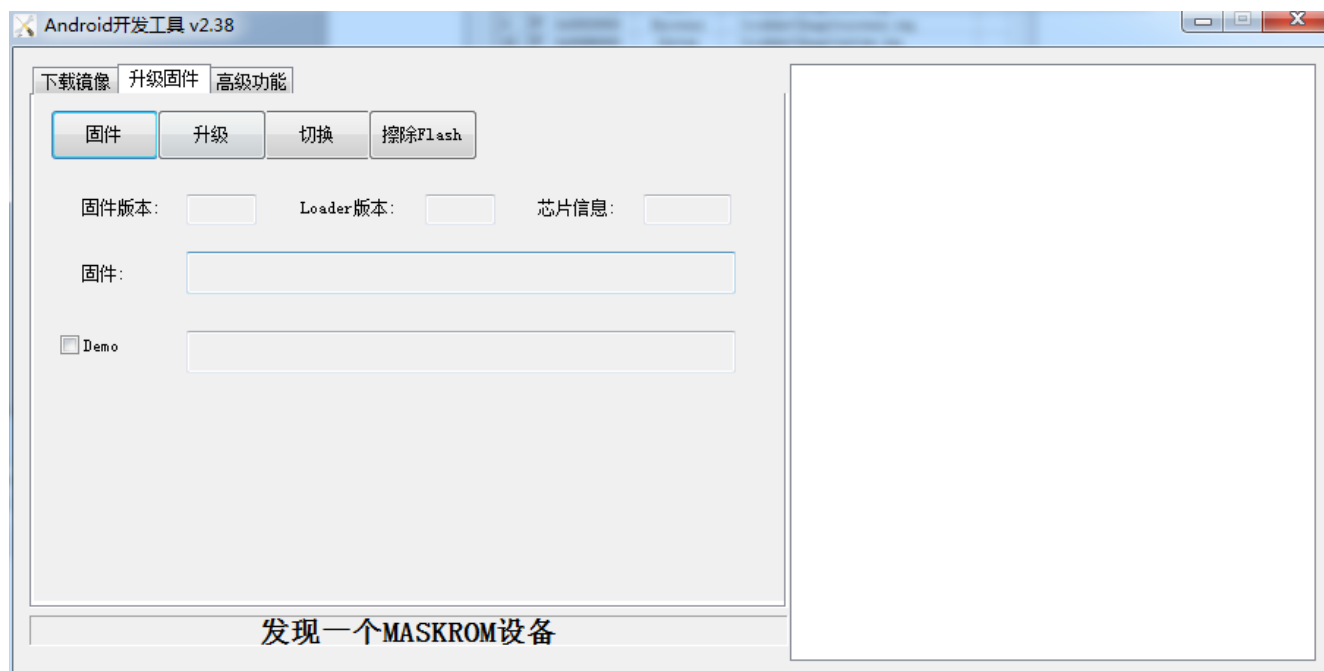 Android开发工具 v2.38
下载镜像 升级固件 高级功能
固件 升级 切换 擦除Flash
固件版本: Loader版本: 芯片信息:
固件:
Demo
发现一个MASKROM设备